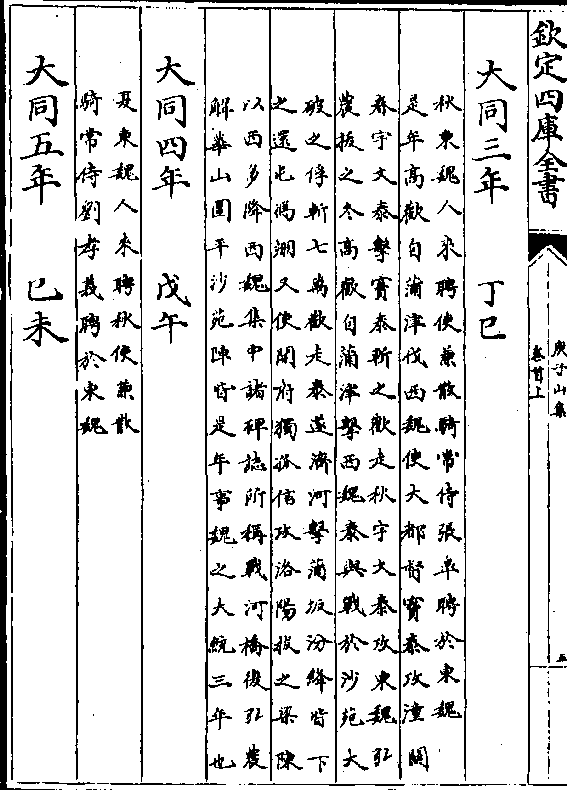 欽定四庫全書
庚子山集
卷首上
五
大同三年　丁巳
秋東魏人來聘使兼散騎常侍張臯聘於東魏
是年高歡自蒲津伐西魏使大都督竇泰攻潼關
春宇文泰擊竇泰斬之歡走秋宇文泰攻東魏弘
農拔之冬高歡自蒲津擊西魏泰與戰於沙苑大
破之俘斬七萬歡走泰遂濟河擊蒲坂汾絳皆下
之還屯又使開府獨孤信攻洛陽拔之梁陳
以西多降西魏集中諸碑誌所稱戰河橋復弘農
解華山圍平沙苑陣皆是年事魏之大統三年也
大同四年　戊午
夏東魏人來聘秋使兼散
騎常侍劉孝義聘於東魏
大同五年　己未